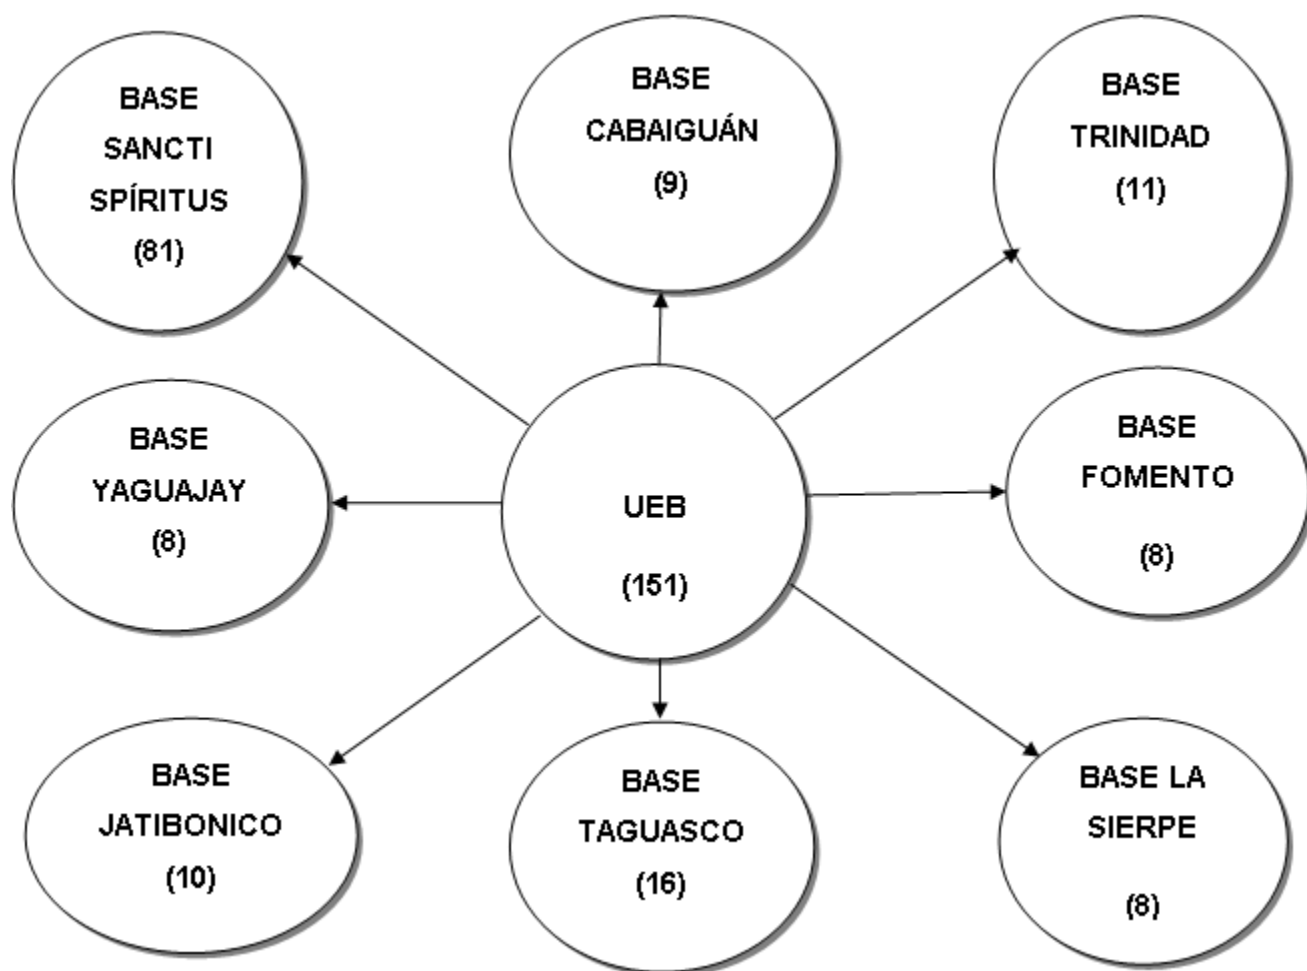 BASE
SANCTI
SPÍRITUS
(81)
BASE
CABAIGUÁN
(9)
BASE
TRINIDAD
(11)
BASE
YAGUAJAY
(8)
UEB
(151)
BASE
FOMENTO
(8)
BASE
JATIBONICO
(10)
BASE
TAGUASCO
(16)
BASE LA
SIERPE
(8)